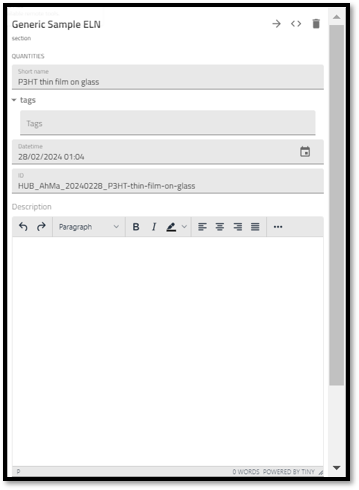 Generic Sample ELN
section
QUANTITIES
Short name
P3HT thin film on glass
tags
Tags
Datetime
28/02/2024 01:04
ID
HUB_AhMa_20240228_P3HT-thin-film-on-glass
Description
Paragraph B I
P 0 WORDS POWERED BY TINY